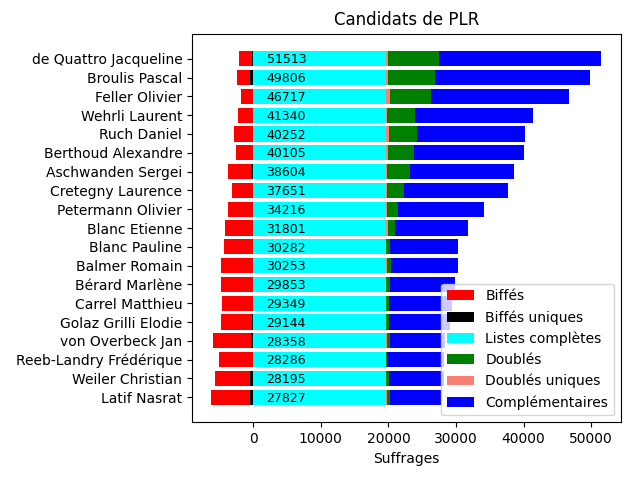 Candidats de PLR
de Quattro Jacqueline 51513
Broulis Pascal 49806
Feller Olivier 46717
Wehrli Laurent 41340
Ruch Daniel 40252
Berthoud Alexandre 40105
Aschwanden Sergei 38604
Cretegny Laurence 37651
Petermann Olivier 34216
Blanc Etienne 31801
Blanc Pauline 30282
Balmer Romain 30253
Bérard Marlène 29853
Carrel Matthieu 29349
Golaz Grilli Elodie 29144
von Overbeck Jan 28358
Reeb-Landry Frédérique 28286
Weiler Christian 28195
Latif Nasrat 27827
Biffés
Biffés uniques
Listes complètes
Doublés
Doublés uniques
Complémentaires
0 10000 20000 30000 40000 50000
Suffrages